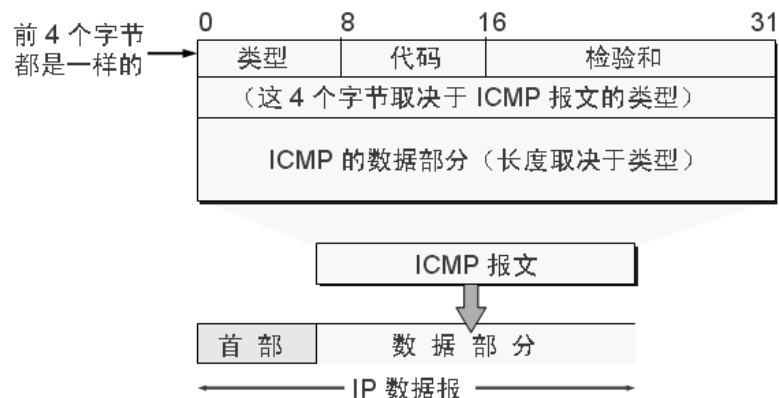 0 8 16 31
前 4 个字节
都是一样的
类型 代码 检验和
（这 4 个字节取决于 ICMP 报文的类型）
ICMP 的数据部分（长度取决于类型）
ICMP 报文
首 部 数 据 部 分
IP 数据报